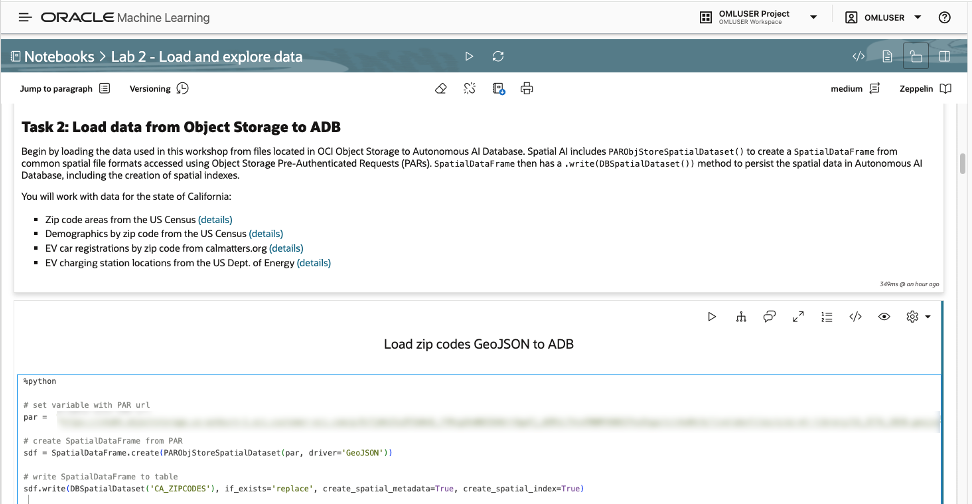 ORACLE Machine Learning
OMLUSER Project
OMLUSER Workspace
OMLUSER
Notebooks > Lab 2 - Load and explore data
Jump to paragraph
Versioning
medium
Zeppelin
Task 2: Load data from Object Storage to ADB
Begin by loading the data used in this workshop from files located in OCI Object Storage to Autonomous AI Database. Spatial AI includes PARObjStoreSpatialDataset() to create a SpatialDataFrame from
common spatial file formats accessed using Object Storage Pre-Authenticated Requests (PARs). SpatialDataFrame then has a .write(DBSpatialDataset()) method to persist the spatial data in Autonomous AI
Database, including the creation of spatial indexes.
You will work with data for the state of California:
▪ Zip code areas from the US Census (details)
▪ Demographics by zip code from the US Census (details)
▪ EV car registrations by zip code from calmatters.org (details)
▪ EV charging station locations from the US Dept. of Energy (details)
349ms @ an hour ago
Load zip codes GeoJSON to ADB
%python
# set variable with PAR url
par =
# create SpatialDataFrame from PAR
sdf = SpatialDataFrame.create(PARObjStoreSpatialDataset(par, driver='GeoJSON'))
# write SpatialDataFrame to table
sdf.write(DBSpatialDataset('CA_ZIPCODES'), if_exists='replace', create_spatial_metadata=True, create_spatial_index=True)